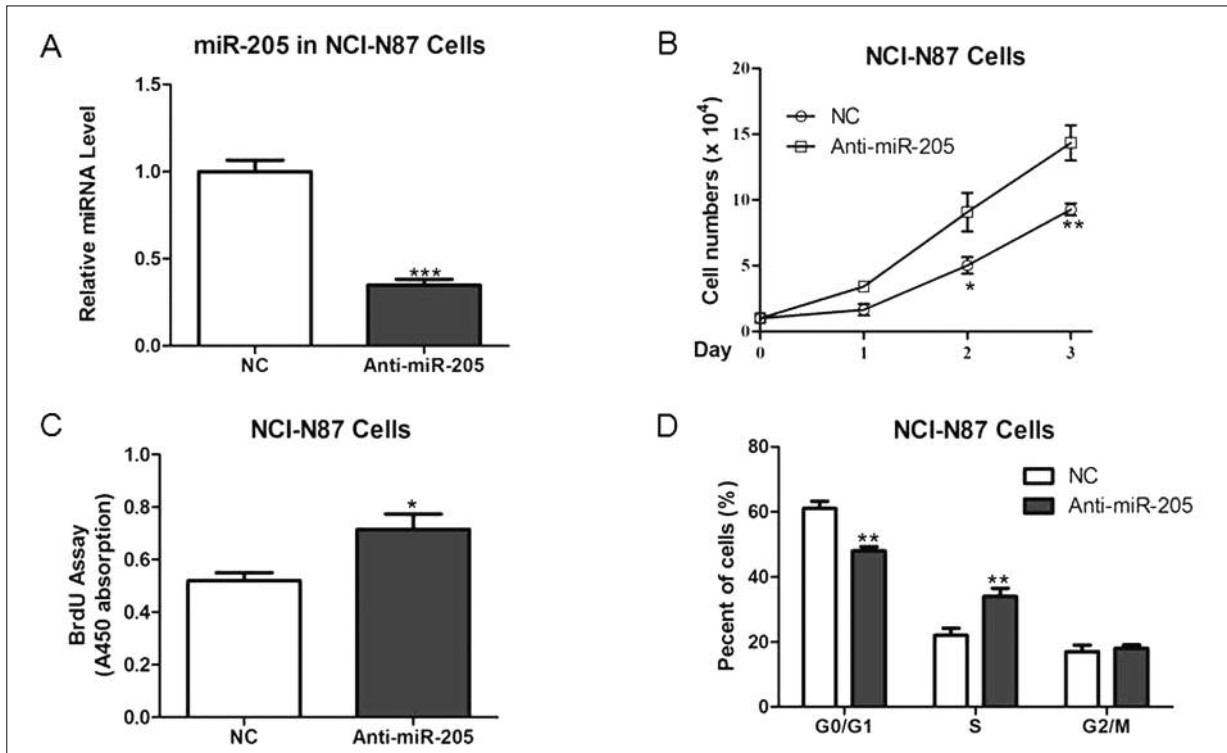 A
miR-205 in NCI-N87 Cells
Relative miRNA Level
1.5
1.0
0.5
0.0
***
NC
Anti-miR-205
B
NCI-N87 Cells
Cell numbers (x 10⁴)
20
15
10
5
0
NC
Anti-miR-205
*
**
Day
0
1
2
3
C
NCI-N87 Cells
BrdU Assay
(A450 absorption)
1.0
0.8
0.6
0.4
0.2
0.0
*
NC
Anti-miR-205
D
NCI-N87 Cells
Pecent of cells (%)
80
60
40
20
0
NC
Anti-miR-205
**
**
G0/G1
S
G2/M